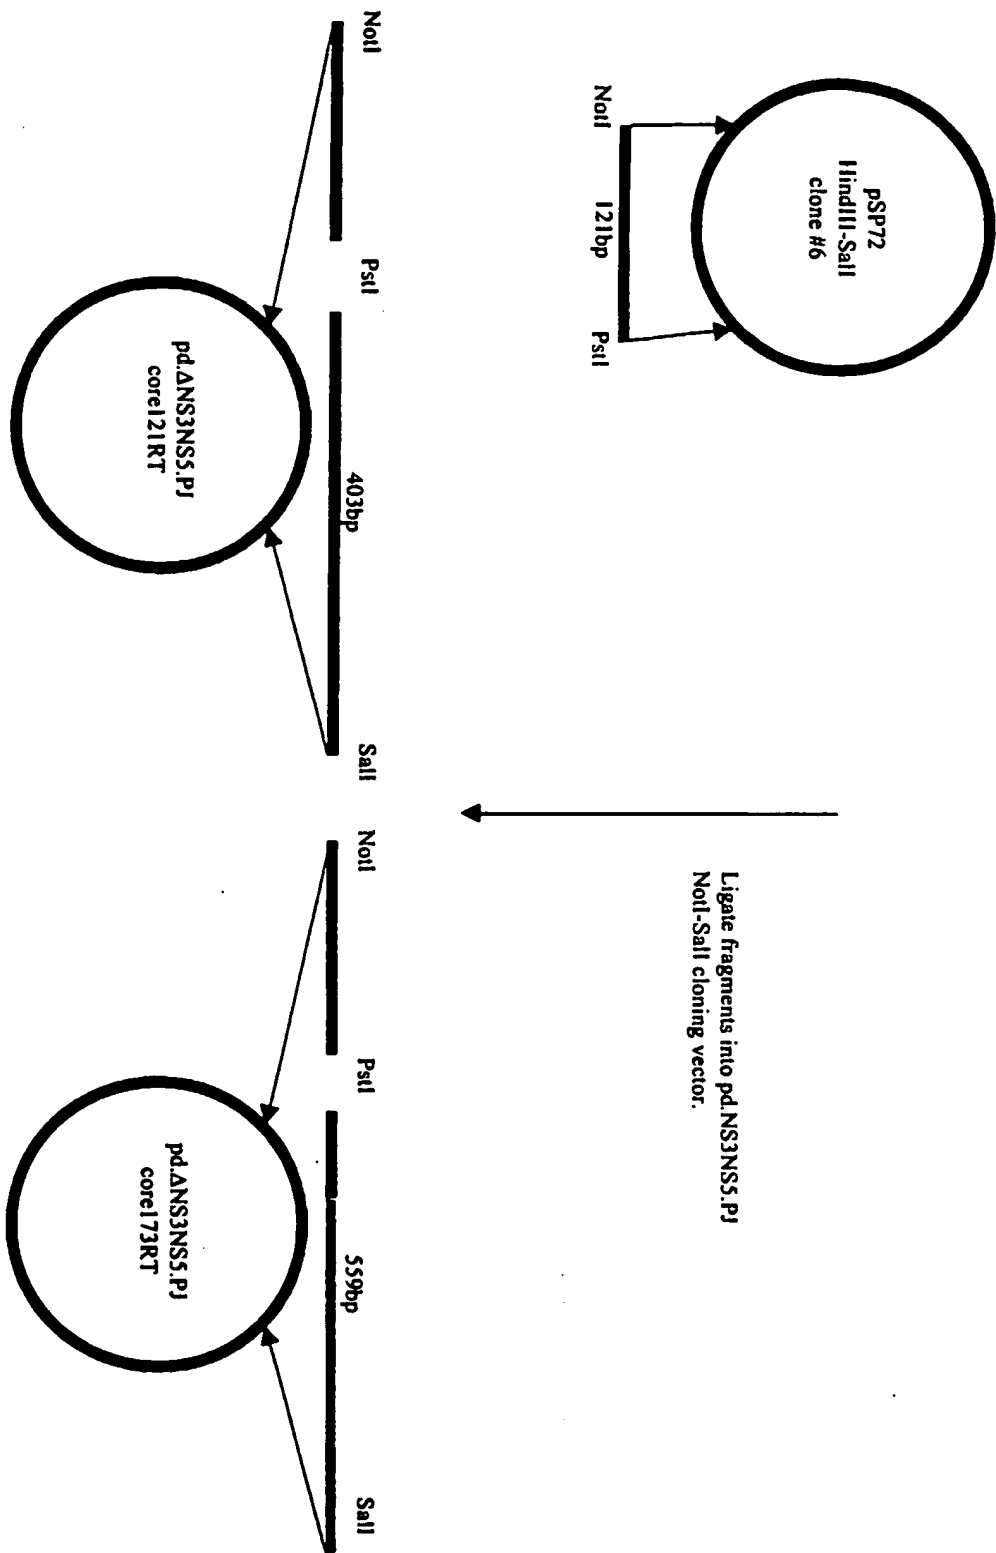 pSP72
HindIII-SalI
clone #6
NotI
121bp
PstI
Ligate fragments into pd.NS3NS5.PJ
NotI-SalI cloning vector.
NotI
PstI
403bp
SalI
pd.ΔNS3NS5.PJ
core121RT
NotI
PstI
559bp
SalI
pd.ΔNS3NS5.PJ
core173RT